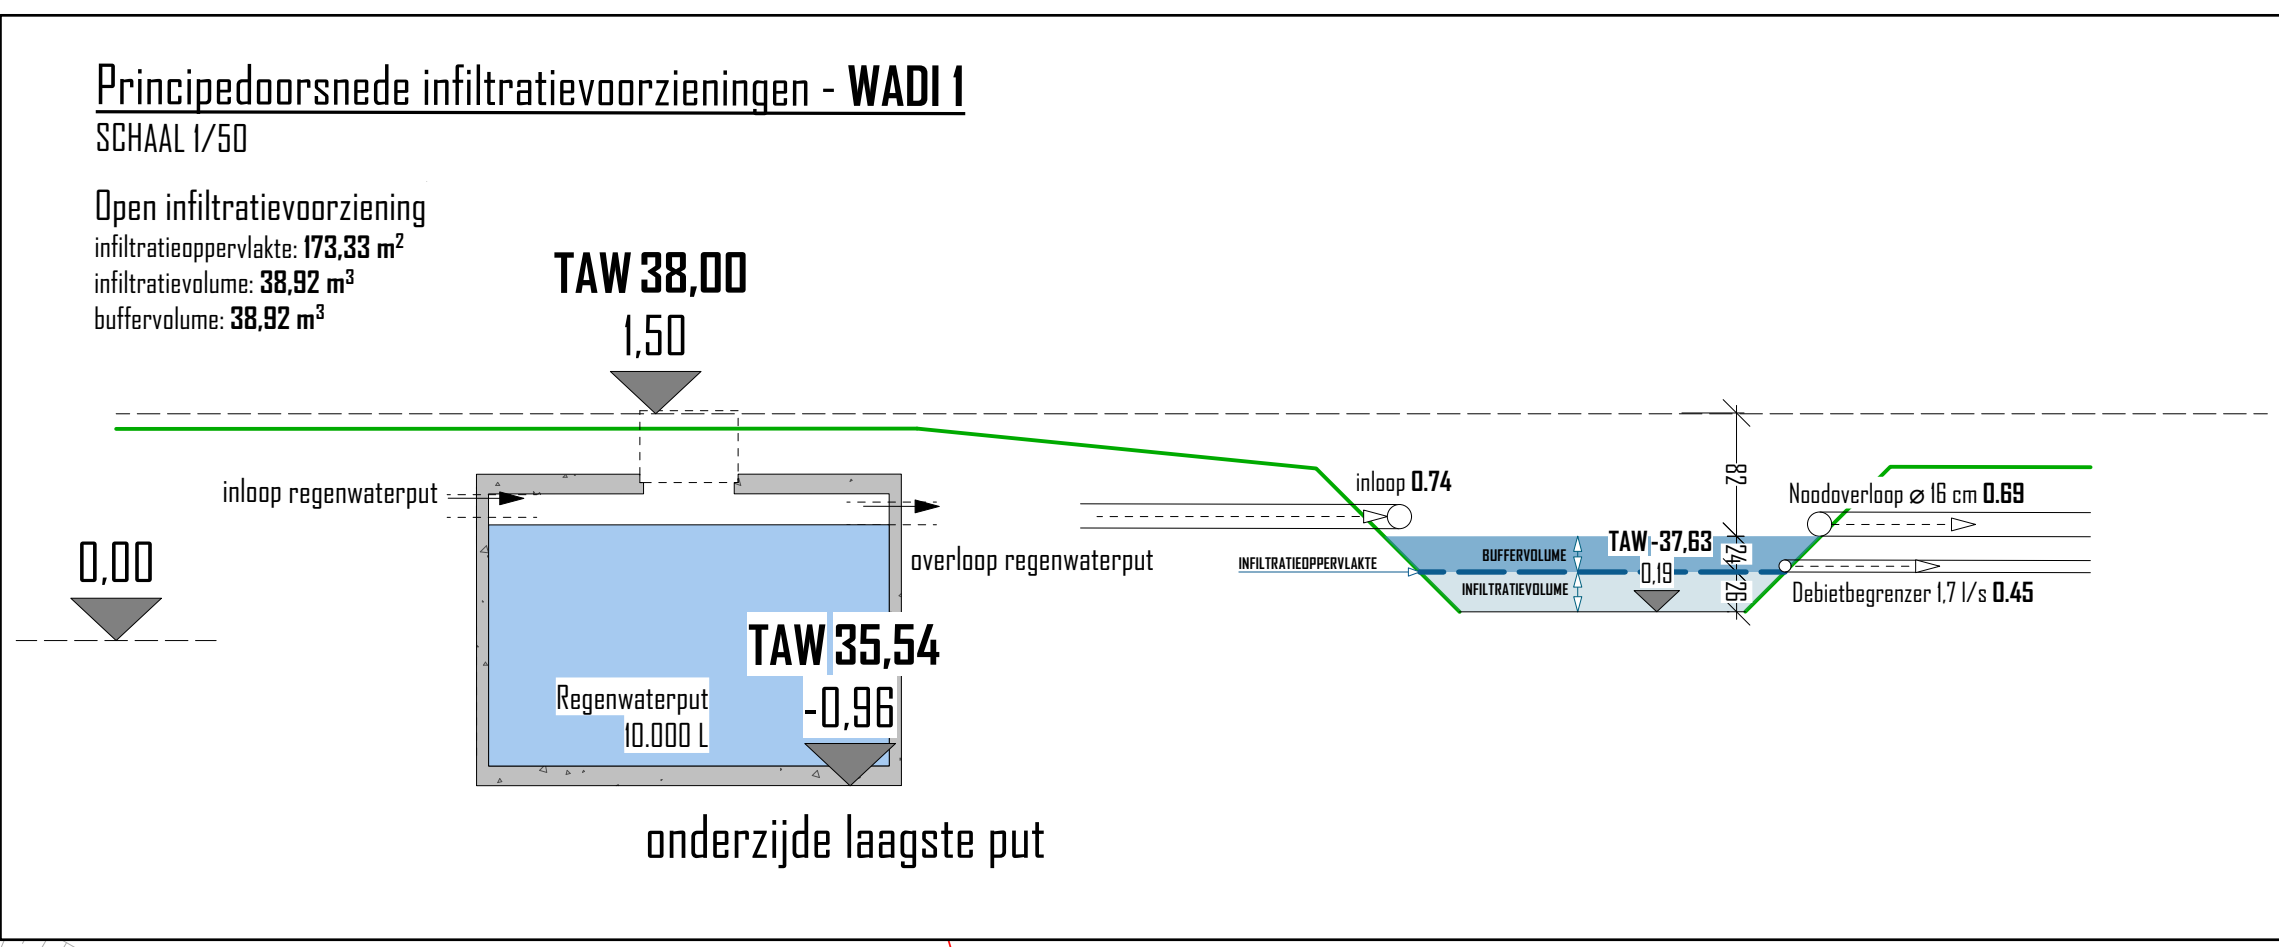 Principedoorsnede infiltratievoorzieningen - WADI 1
SCHAAL 1/50
Open infiltratievoorziening
infiltratieoppervlakte: 173,33 m²
infiltratievolume: 38,92 m³
buffervolume: 38,92 m³
TAW 38,00
1,50
inloop regenwaterput
overloop regenwaterput
0,00
TAW 35,54
-0,96
Regenwaterput
10.000 L
onderzijde laagste put
inloop 0.74
INFILTRATIEOPPERVLAKTE
BUFFERVOLUME
INFILTRATIEVOLUME
TAW-37,63
0,19
82
24
26
Noodoverloop ⌀ 16 cm 0.69
Debietbegrenzer 1,7 l/s 0.45